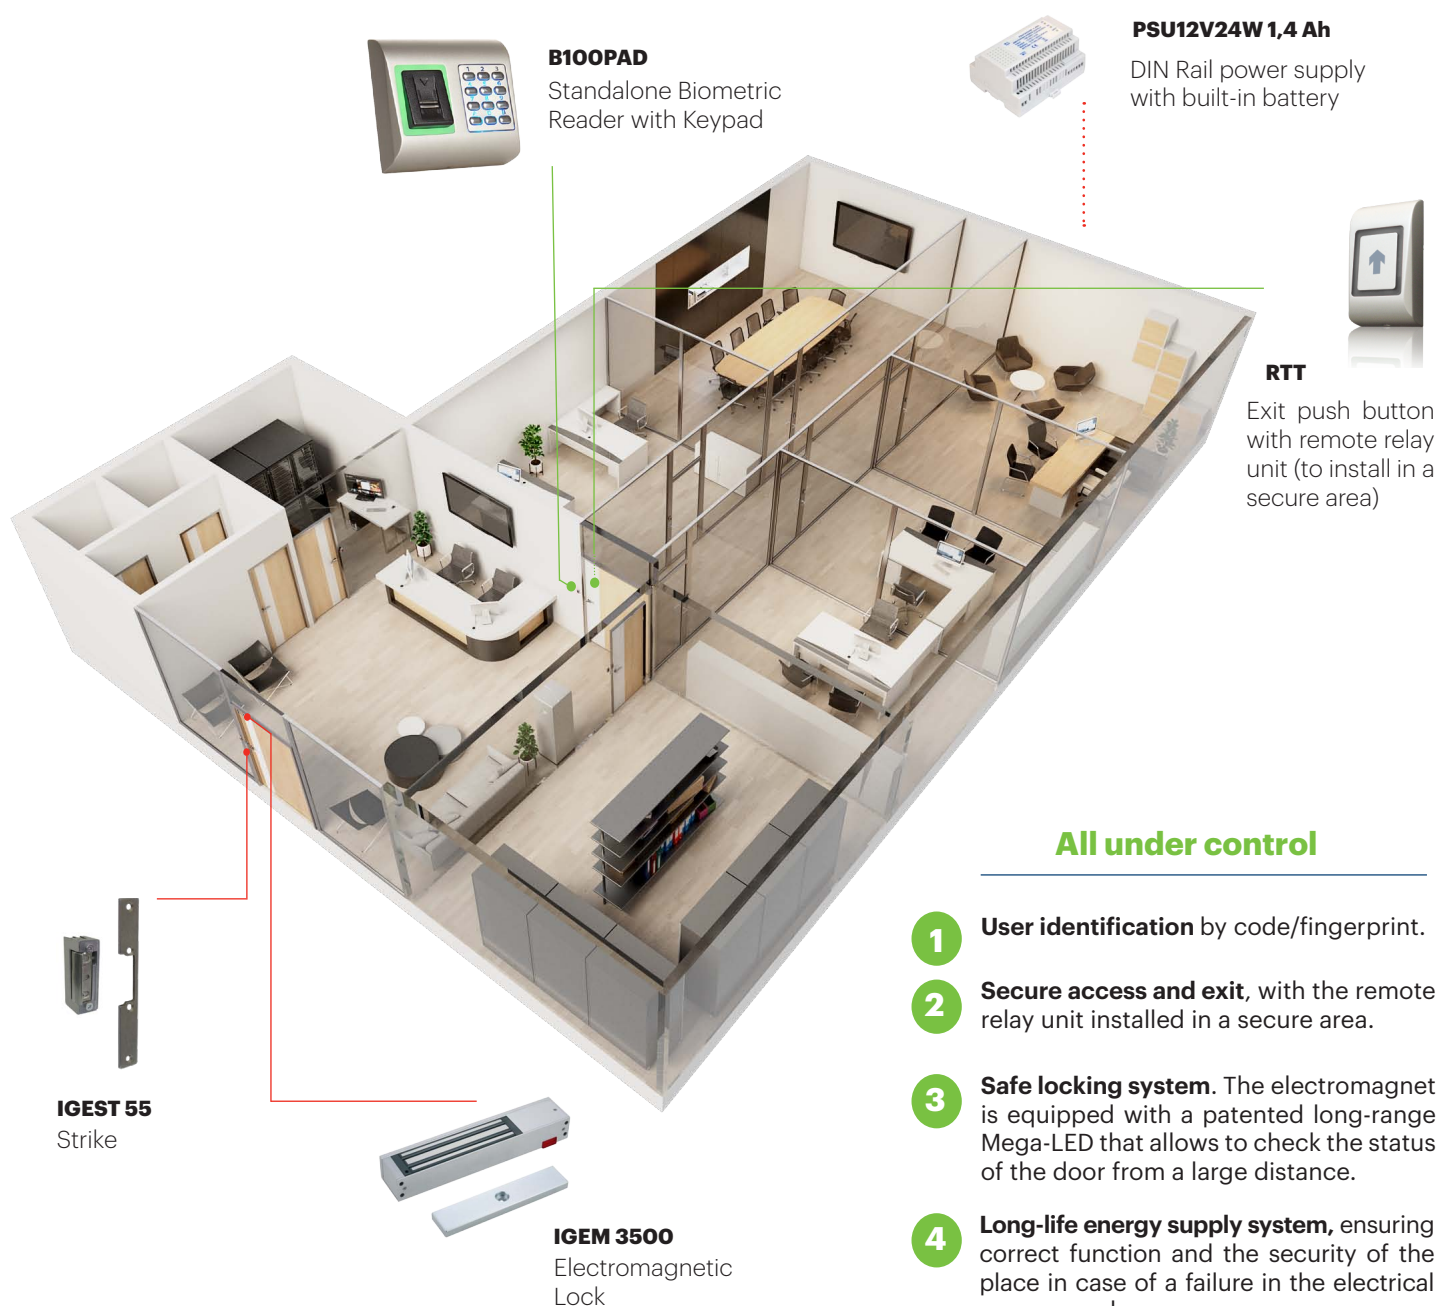 B100PAD
Standalone Biometric
Reader with Keypad
PSU12V24W 1,4 Ah
DIN Rail power supply
with built-in battery
RTT
Exit push button
with remote relay
unit (to install in a
secure area)
IGEST 55
Strike
IGEM 3500
Electromagnetic
Lock
All under control
1
User identification by code/fingerprint.
2
Secure access and exit, with the remote
relay unit installed in a secure area.
3
Safe locking system. The electromagnet
is equipped with a patented long-range
Mega-LED that allows to check the status
of the door from a large distance.
4
Long-life energy supply system, ensuring
correct function and the security of the
place in case of a failure in the electrical